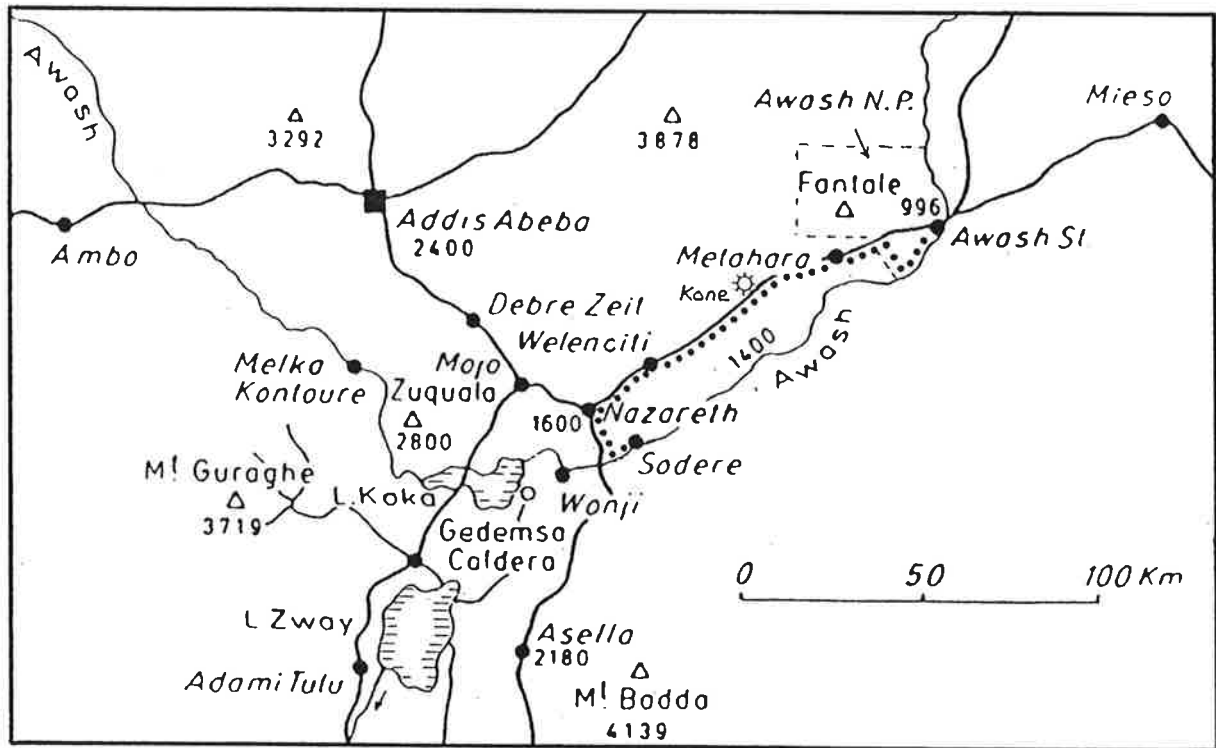 Awash
3292
3878
Awash N.P.
Mieso
Fantale
996
Addis Abeba
2400
Awash St.
Ambo
Metahara
Kone
Debre Zeit
Welenciti
1400
Awash
Melka
Kontoure
Mojo
Zuquala
2800
1600
Nazareth
Sodere
Mt Guraghe
3719
L. Koka
Wonji
Gedemsa
Caldera
0 50 100 Km
L Zway
Asella
2180
Adami Tulu
Mt Badda
4139